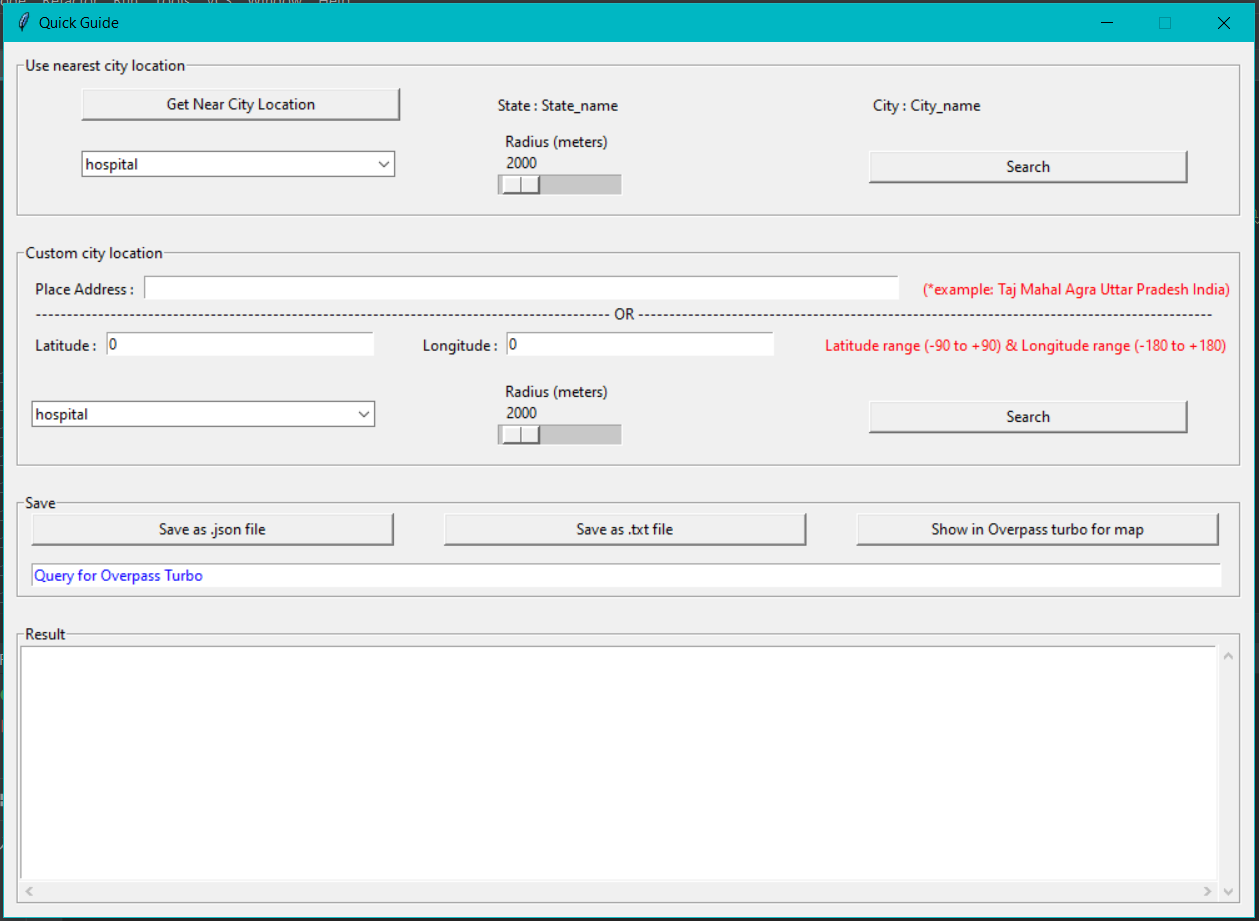 Quick Guide
Use nearest city location
Get Near City Location
State : State_name
City : City_name
Radius (meters)
2000
hospital
Search
Custom city location
Place Address :
(*example: Taj Mahal Agra Uttar Pradesh India)
OR
Latitude :
0
Longitude :
0
Latitude range (-90 to +90) & Longitude range (-180 to +180)
Radius (meters)
2000
hospital
Search
Save
Save as .json file
Save as .txt file
Show in Overpass turbo for map
Query for Overpass Turbo
Result